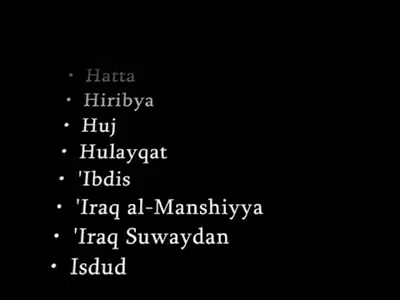 • Hatta
• Hiribya
• Huj
• Hulayqat
• 'Ibdis
• 'Iraq al-Manshiyya
• 'Iraq Suwaydan
• Isdud